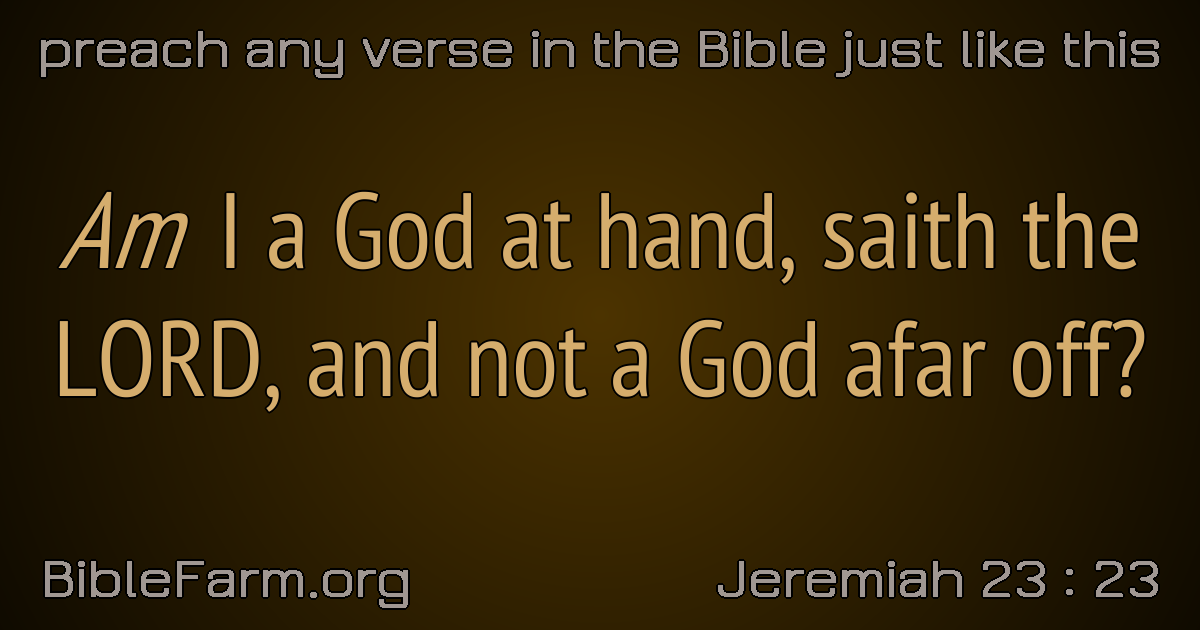 preach any verse in the Bible just like this
Am I a God at hand, saith the
LORD, and not a God afar off?
BibleFarm.org
Jeremiah 23 : 23